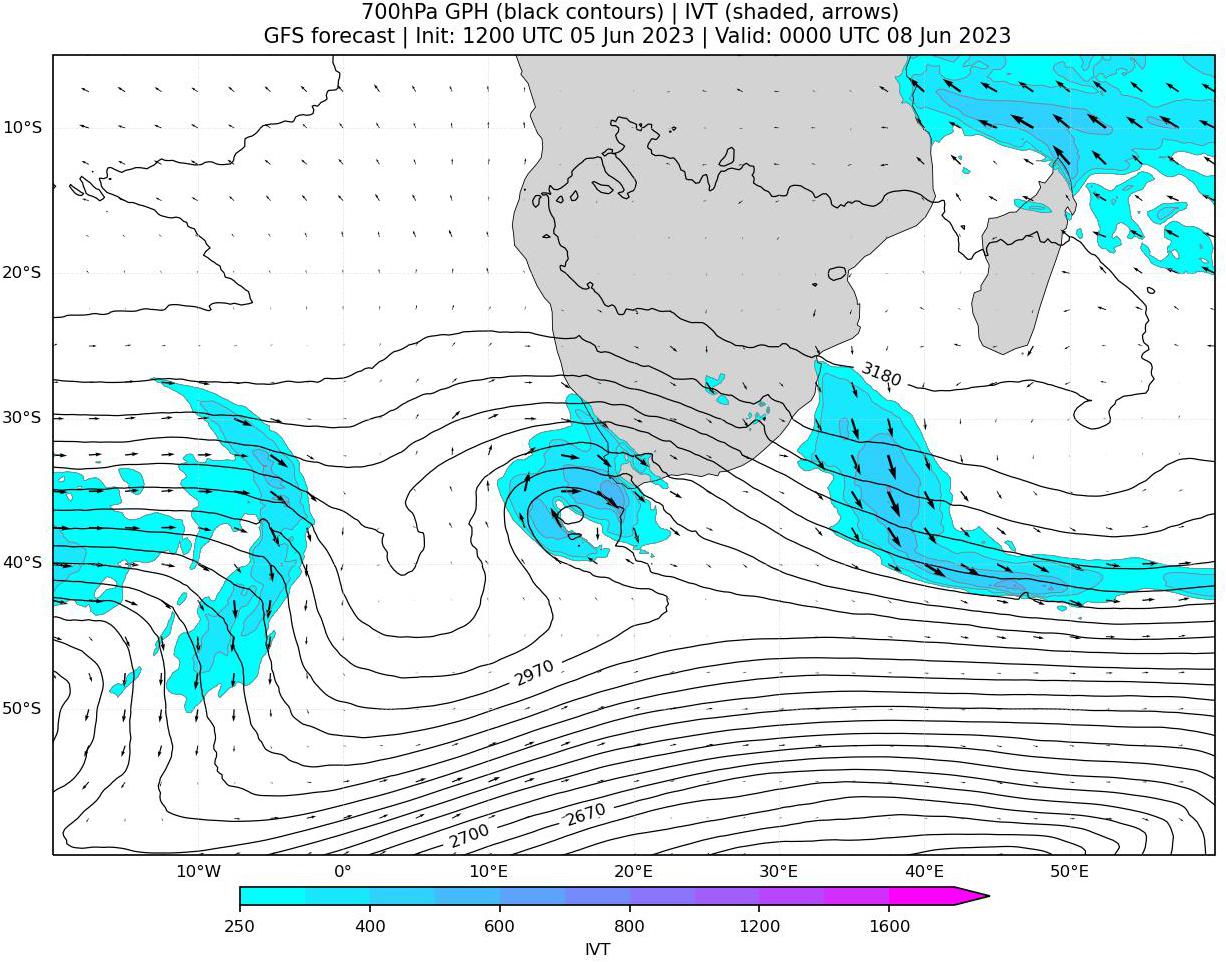 700hPa GPH (black contours) | IVT (shaded, arrows)
GFS forecast | Init: 1200 UTC 05 Jun 2023 | Valid: 0000 UTC 08 Jun 2023
10°S
20°S
3180
30°S
40°S
2970
50°S
2670
2700
10°W 0° 10°E 20°E 30°E 40°E 50°E
250 400 600 800 1200 1600
IVT